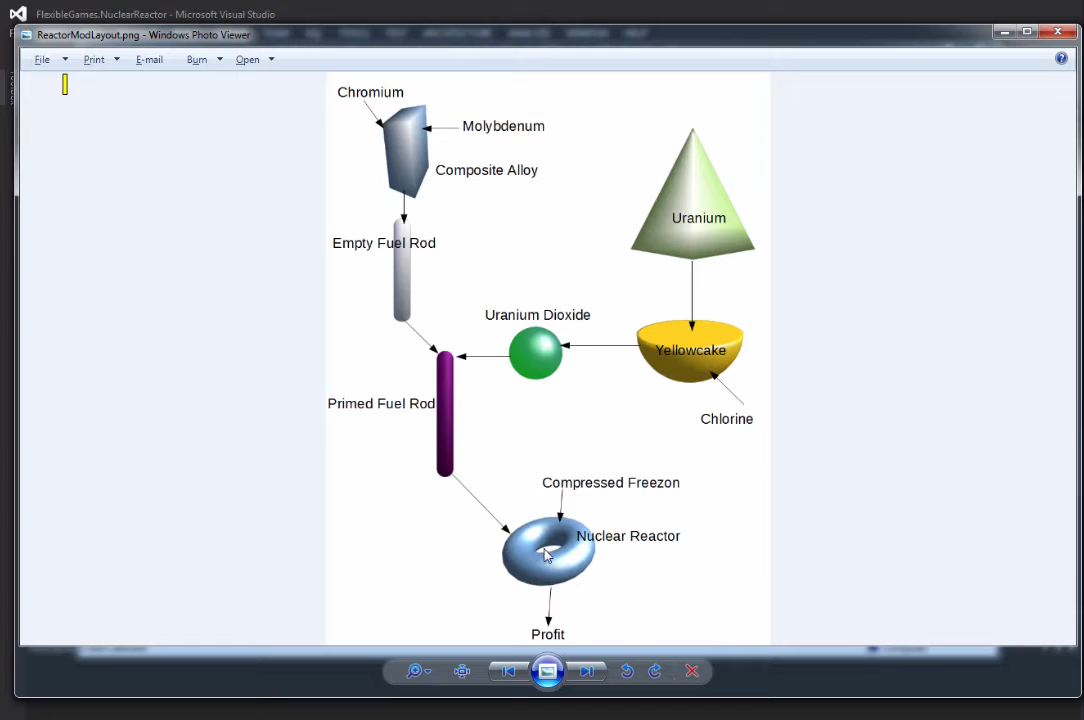 FlexibleGames.NuclearReactor - Microsoft Visual Studio
ReactorModLayout.png - Windows Photo Viewer
File Print E-mail Burn Open
Chromium
Molybdenum
Composite Alloy
Uranium
Empty Fuel Rod
Uranium Dioxide
Yellowcake
Primed Fuel Rod
Chlorine
Compressed Freezon
Nuclear Reactor
Profit